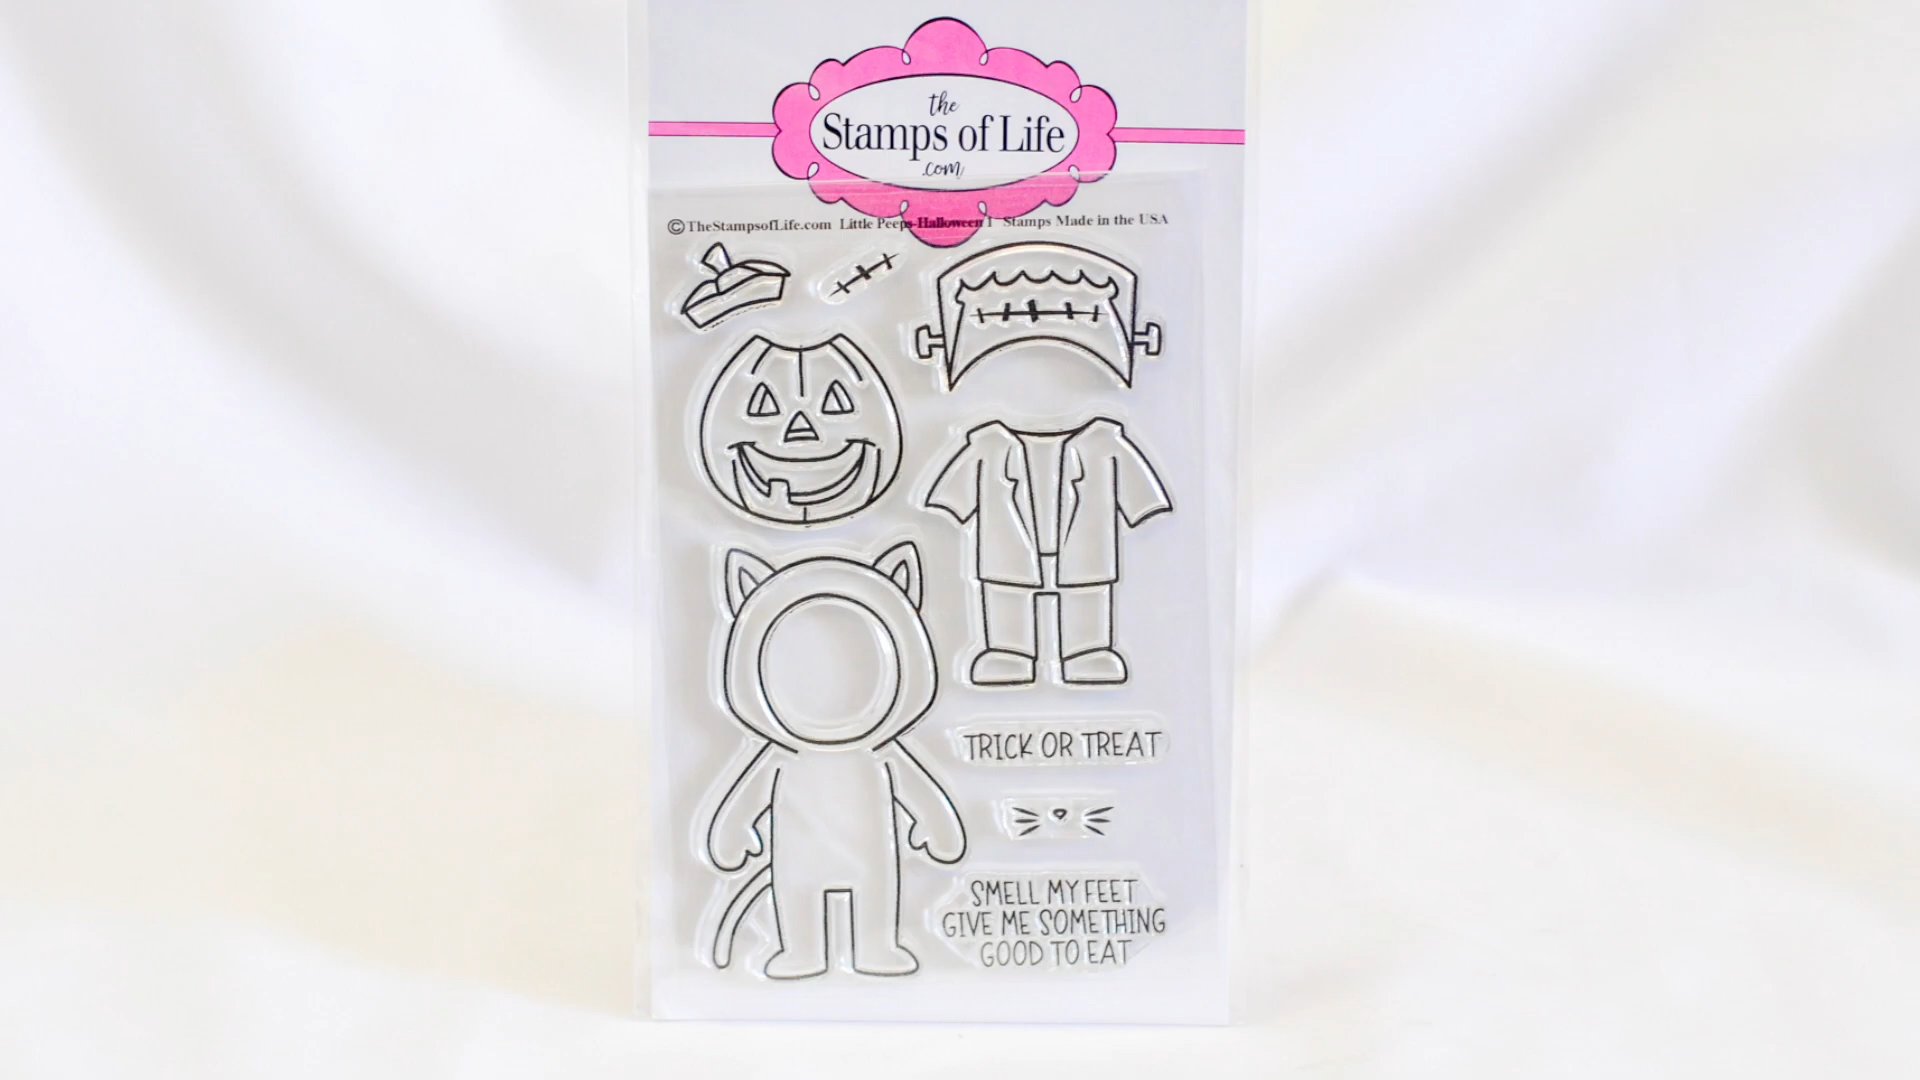 the
Stamps of Life
.com
©TheStampsofLife.com Little Peeps-Halloween 1 Stamps Made in the USA
TRICK OR TREAT
SMELL MY FEET
GIVE ME SOMETHING
GOOD TO EAT